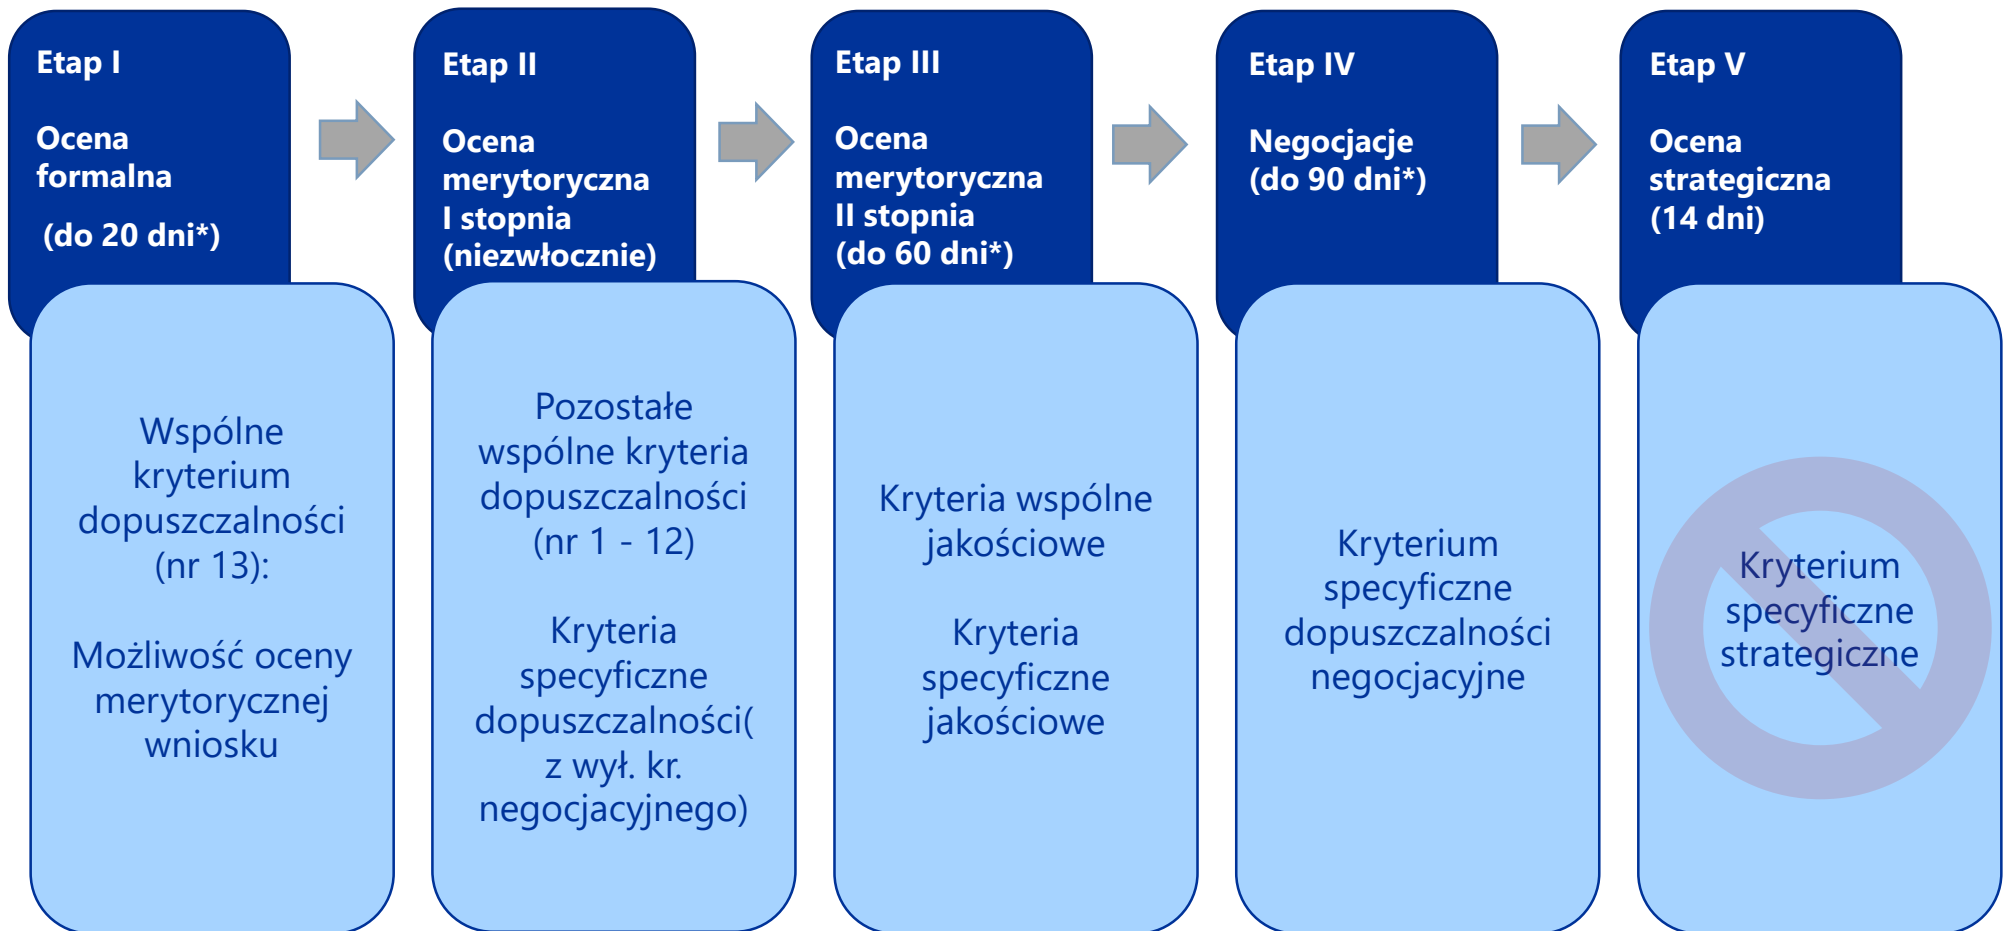 Etap I
Ocena
formalna
(do 20 dni*)
Wspólne
kryterium
dopuszczalności
(nr 13):
Możliwość oceny
merytorycznej
wniosku
Etap II
Ocena
merytoryczna
I stopnia
(niezwłocznie)
Pozostałe
wspólne kryteria
dopuszczalności
(nr 1 - 12)
Kryteria
specyficzne
dopuszczalności(
z wył. kr.
negocjacyjnego)
Etap III
Ocena
merytoryczna
II stopnia
(do 60 dni*)
Kryteria wspólne
jakościowe
Kryteria
specyficzne
jakościowe
Etap IV
Negocjacje
(do 90 dni*)
Kryterium
specyficzne
dopuszczalności
negocjacyjne
Etap V
Ocena
strategiczna
(14 dni)
Kryterium
specyficzne
strategiczne